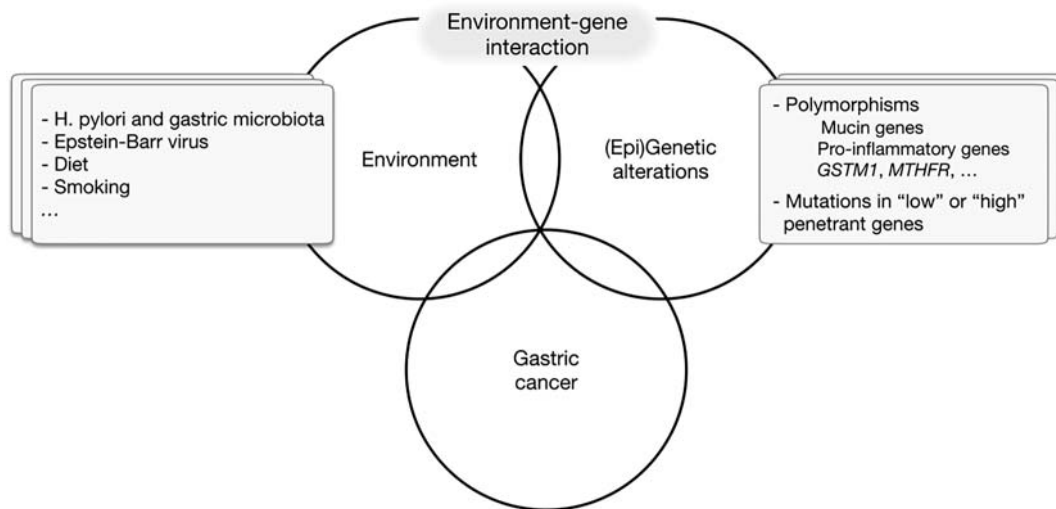 Environment-gene
interaction
- H. pylori and gastric microbiota
- Epstein-Barr virus
- Diet
- Smoking
...
Environment
(Epi)Genetic
alterations
- Polymorphisms
Mucin genes
Pro-inflammatory genes
GSTM1, MTHFR, ...
- Mutations in “low” or “high”
penetrant genes
Gastric
cancer